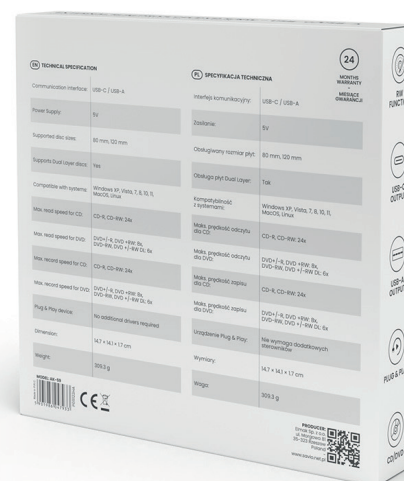 EN TECHNICAL SPECIFICATION
Communication interface: USB-C / USB-A
Power Supply: 5V
Supported disc sizes: 80 mm, 120 mm
Supports Dual Layer discs: Yes
Compatible with systems: Windows XP, Vista, 7, 8, 10, 11,
MacOS, Linux
Max. read speed for CD: CD-R, CD-RW: 24x
Max. read speed for DVD: DVD+/-R, DVD +RW: 8x,
DVD-RW, DVD +/-RW DL: 6x
Max. record speed for CD: CD-R, CD-RW: 24x
Max. record speed for DVD: DVD+/-R, DVD +RW: 8x,
DVD-RW, DVD +/-RW DL: 6x
Plug & Play device: No additional drivers required
Dimension: 14,7 × 14,1 × 1,7 cm
Weight: 309,3 g
PL SPECYFIKACJA TECHNICZNA
Interfejs komunikacyjny: USB-C / USB-A
Zasilanie: 5V
Obsługiwany rozmiar płyt: 80 mm, 120 mm
Obsługa płyt Dual Layer: Tak
Kompatybilność
z systemami: Windows XP, Vista, 7, 8, 10, 11,
MacOS, Linux
Maks. prędkość odczytu
dla CD: CD-R, CD-RW: 24x
Maks. prędkość odczytu
dla DVD: DVD+/-R, DVD +RW: 8x,
DVD-RW, DVD +/-RW DL: 6x
Maks. prędkość zapisu
dla CD: CD-R, CD-RW: 24x
Maks. prędkość zapisu
dla DVD: DVD+/-R, DVD +RW: 8x,
DVD-RW, DVD +/-RW DL: 6x
Urządzenie Plug & Play: Nie wymaga dodatkowych
sterowników
Wymiary: 14,7 × 14,1 × 1,7 cm
Waga: 309,3 g
24
MONTHS
WARRANTY
MIESIĄCE
GWARANCJI
RW
FUNCTI
USB-C
OUTPU
USB-A
OUTPU
PLUG & PL
CD/DVD
CE
PRODUCER:
Elmak Sp. z o.o.
35-323 Rzeszów
Poland
www.savio.net.pl